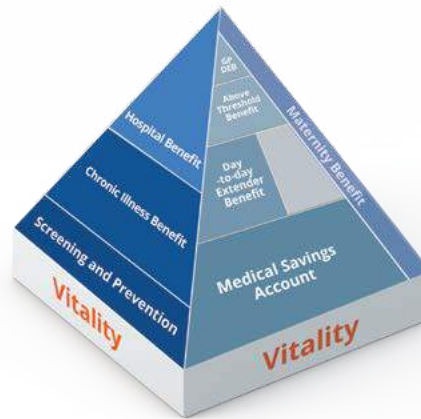 Hospital Benefit
Chronic Illness Benefit
Screening and Prevention
Vitality
GP
DEB
Above
Threshold
Benefit
Day
-to-day
Extender
Benefit
Medical Savings
Account
Maternity Benefit
Vitality